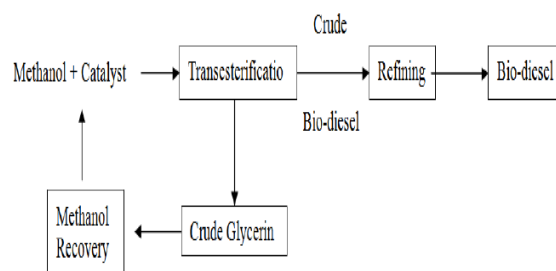 Crude
Methanol + Catalyst
Transesterificatio
Refining
Bio-diesel
Bio-diesel
Methanol
Recovery
Crude Glycerin